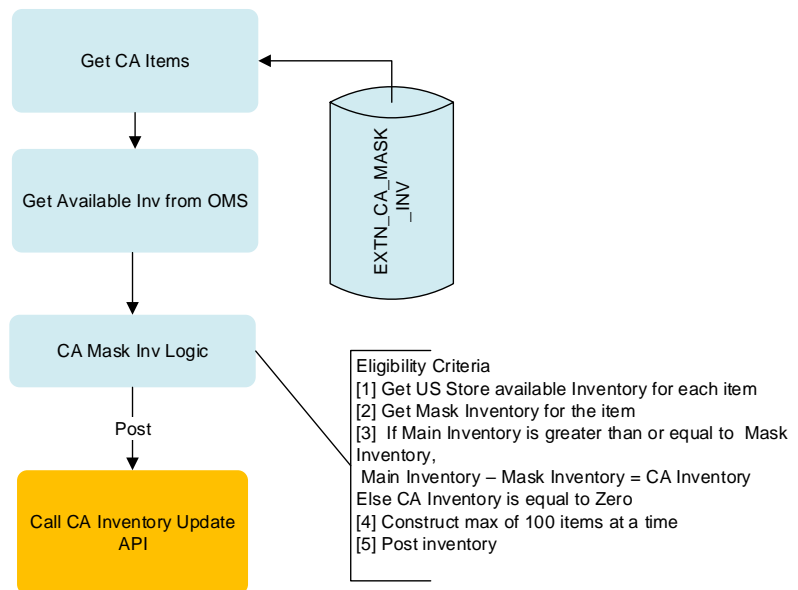 Get CA Items
EXTN_CA_MASK
_INV
Get Available Inv from OMS
CA Mask Inv Logic
Post
Call CA Inventory Update
API
Eligibility Criteria
[1] Get US Store available Inventory for each item
[2] Get Mask Inventory for the item
[3] If Main Inventory is greater than or equal to Mask
Inventory,
Main Inventory – Mask Inventory = CA Inventory
Else CA Inventory is equal to Zero
[4] Construct max of 100 items at a time
[5] Post inventory